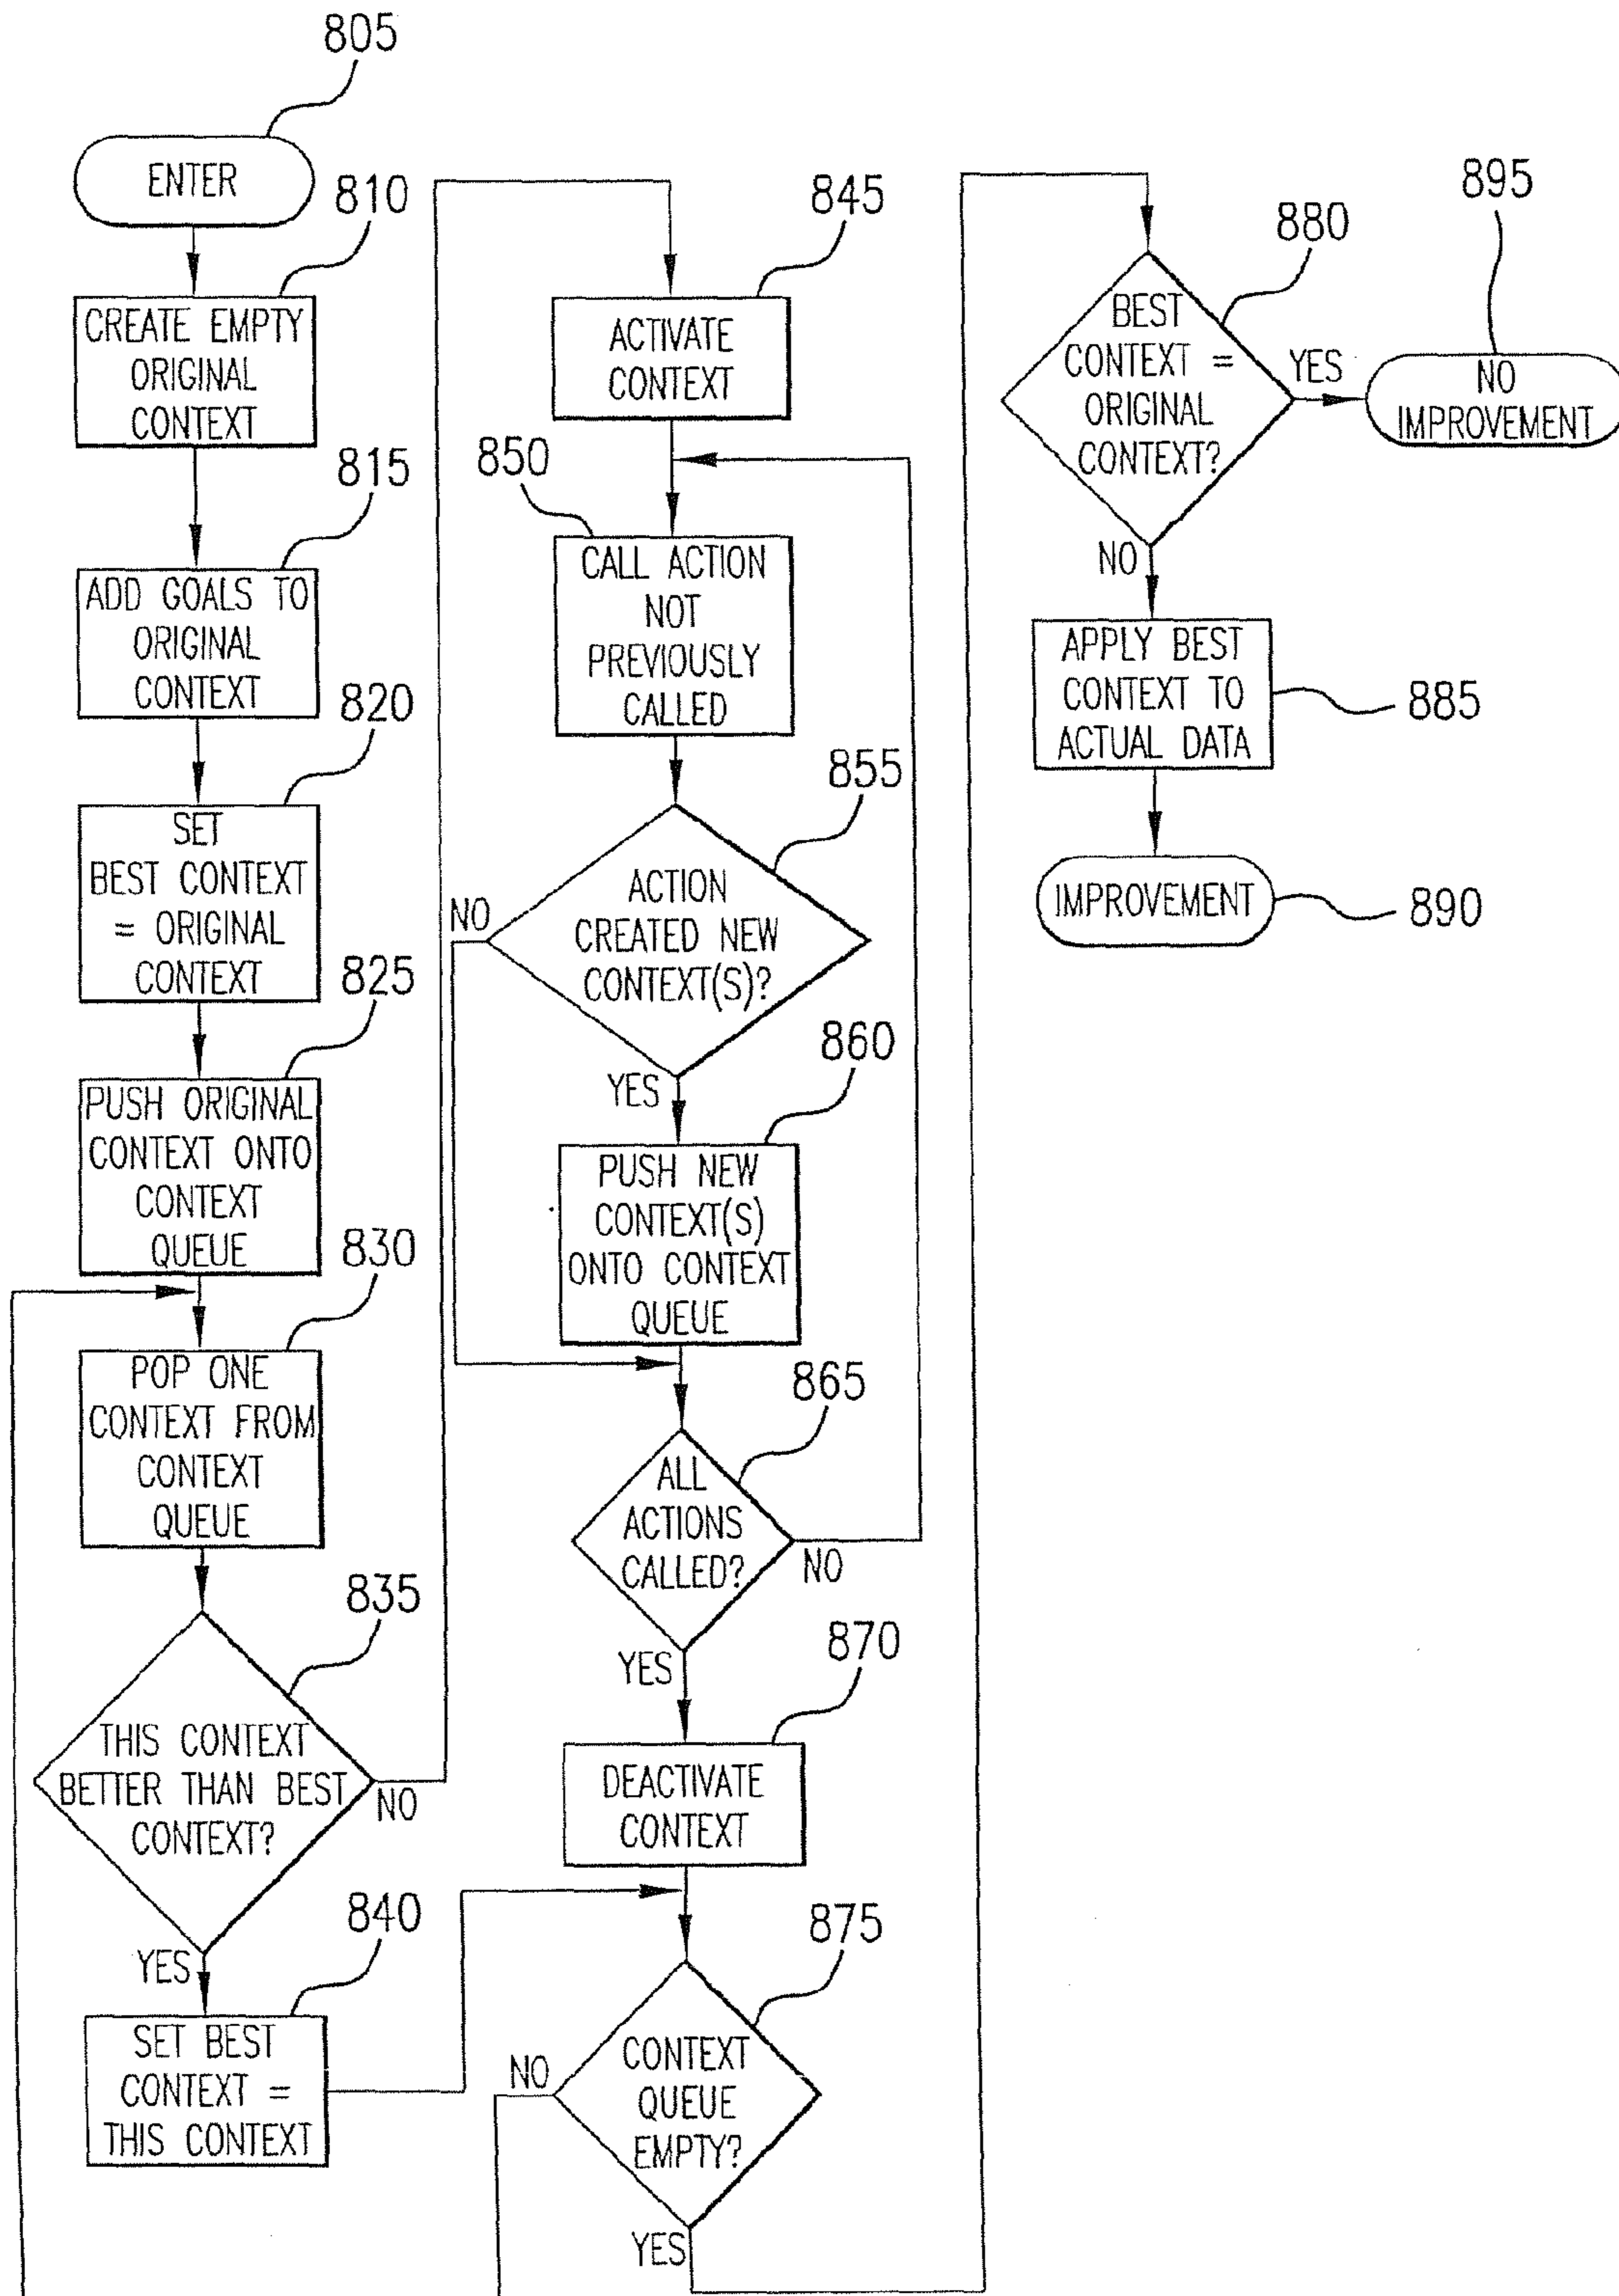 805
ENTER
810
CREATE EMPTY
ORIGINAL
CONTEXT
815
ADD GOALS TO
ORIGINAL
CONTEXT
820
SET
BEST CONTEXT
= ORIGINAL
CONTEXT
825
PUSH ORIGINAL
CONTEXT ONTO
CONTEXT
QUEUE
830
POP ONE
CONTEXT FROM
CONTEXT
QUEUE
835
THIS CONTEXT
BETTER THAN BEST
CONTEXT?
NO
YES
840
SET BEST
CONTEXT =
THIS CONTEXT
845
ACTIVATE
CONTEXT
850
CALL ACTION
NOT
PREVIOUSLY
CALLED
855
ACTION
CREATED NEW
CONTEXT(S)?
NO
YES
860
PUSH NEW
CONTEXT(S)
ONTO CONTEXT
QUEUE
865
ALL
ACTIONS
CALLED?
NO
YES
870
DEACTIVATE
CONTEXT
875
CONTEXT
QUEUE
EMPTY?
NO
YES
880
BEST
CONTEXT =
ORIGINAL
CONTEXT?
YES
NO
895
NO
IMPROVEMENT
APPLY BEST
CONTEXT TO
ACTUAL DATA
885
IMPROVEMENT
890